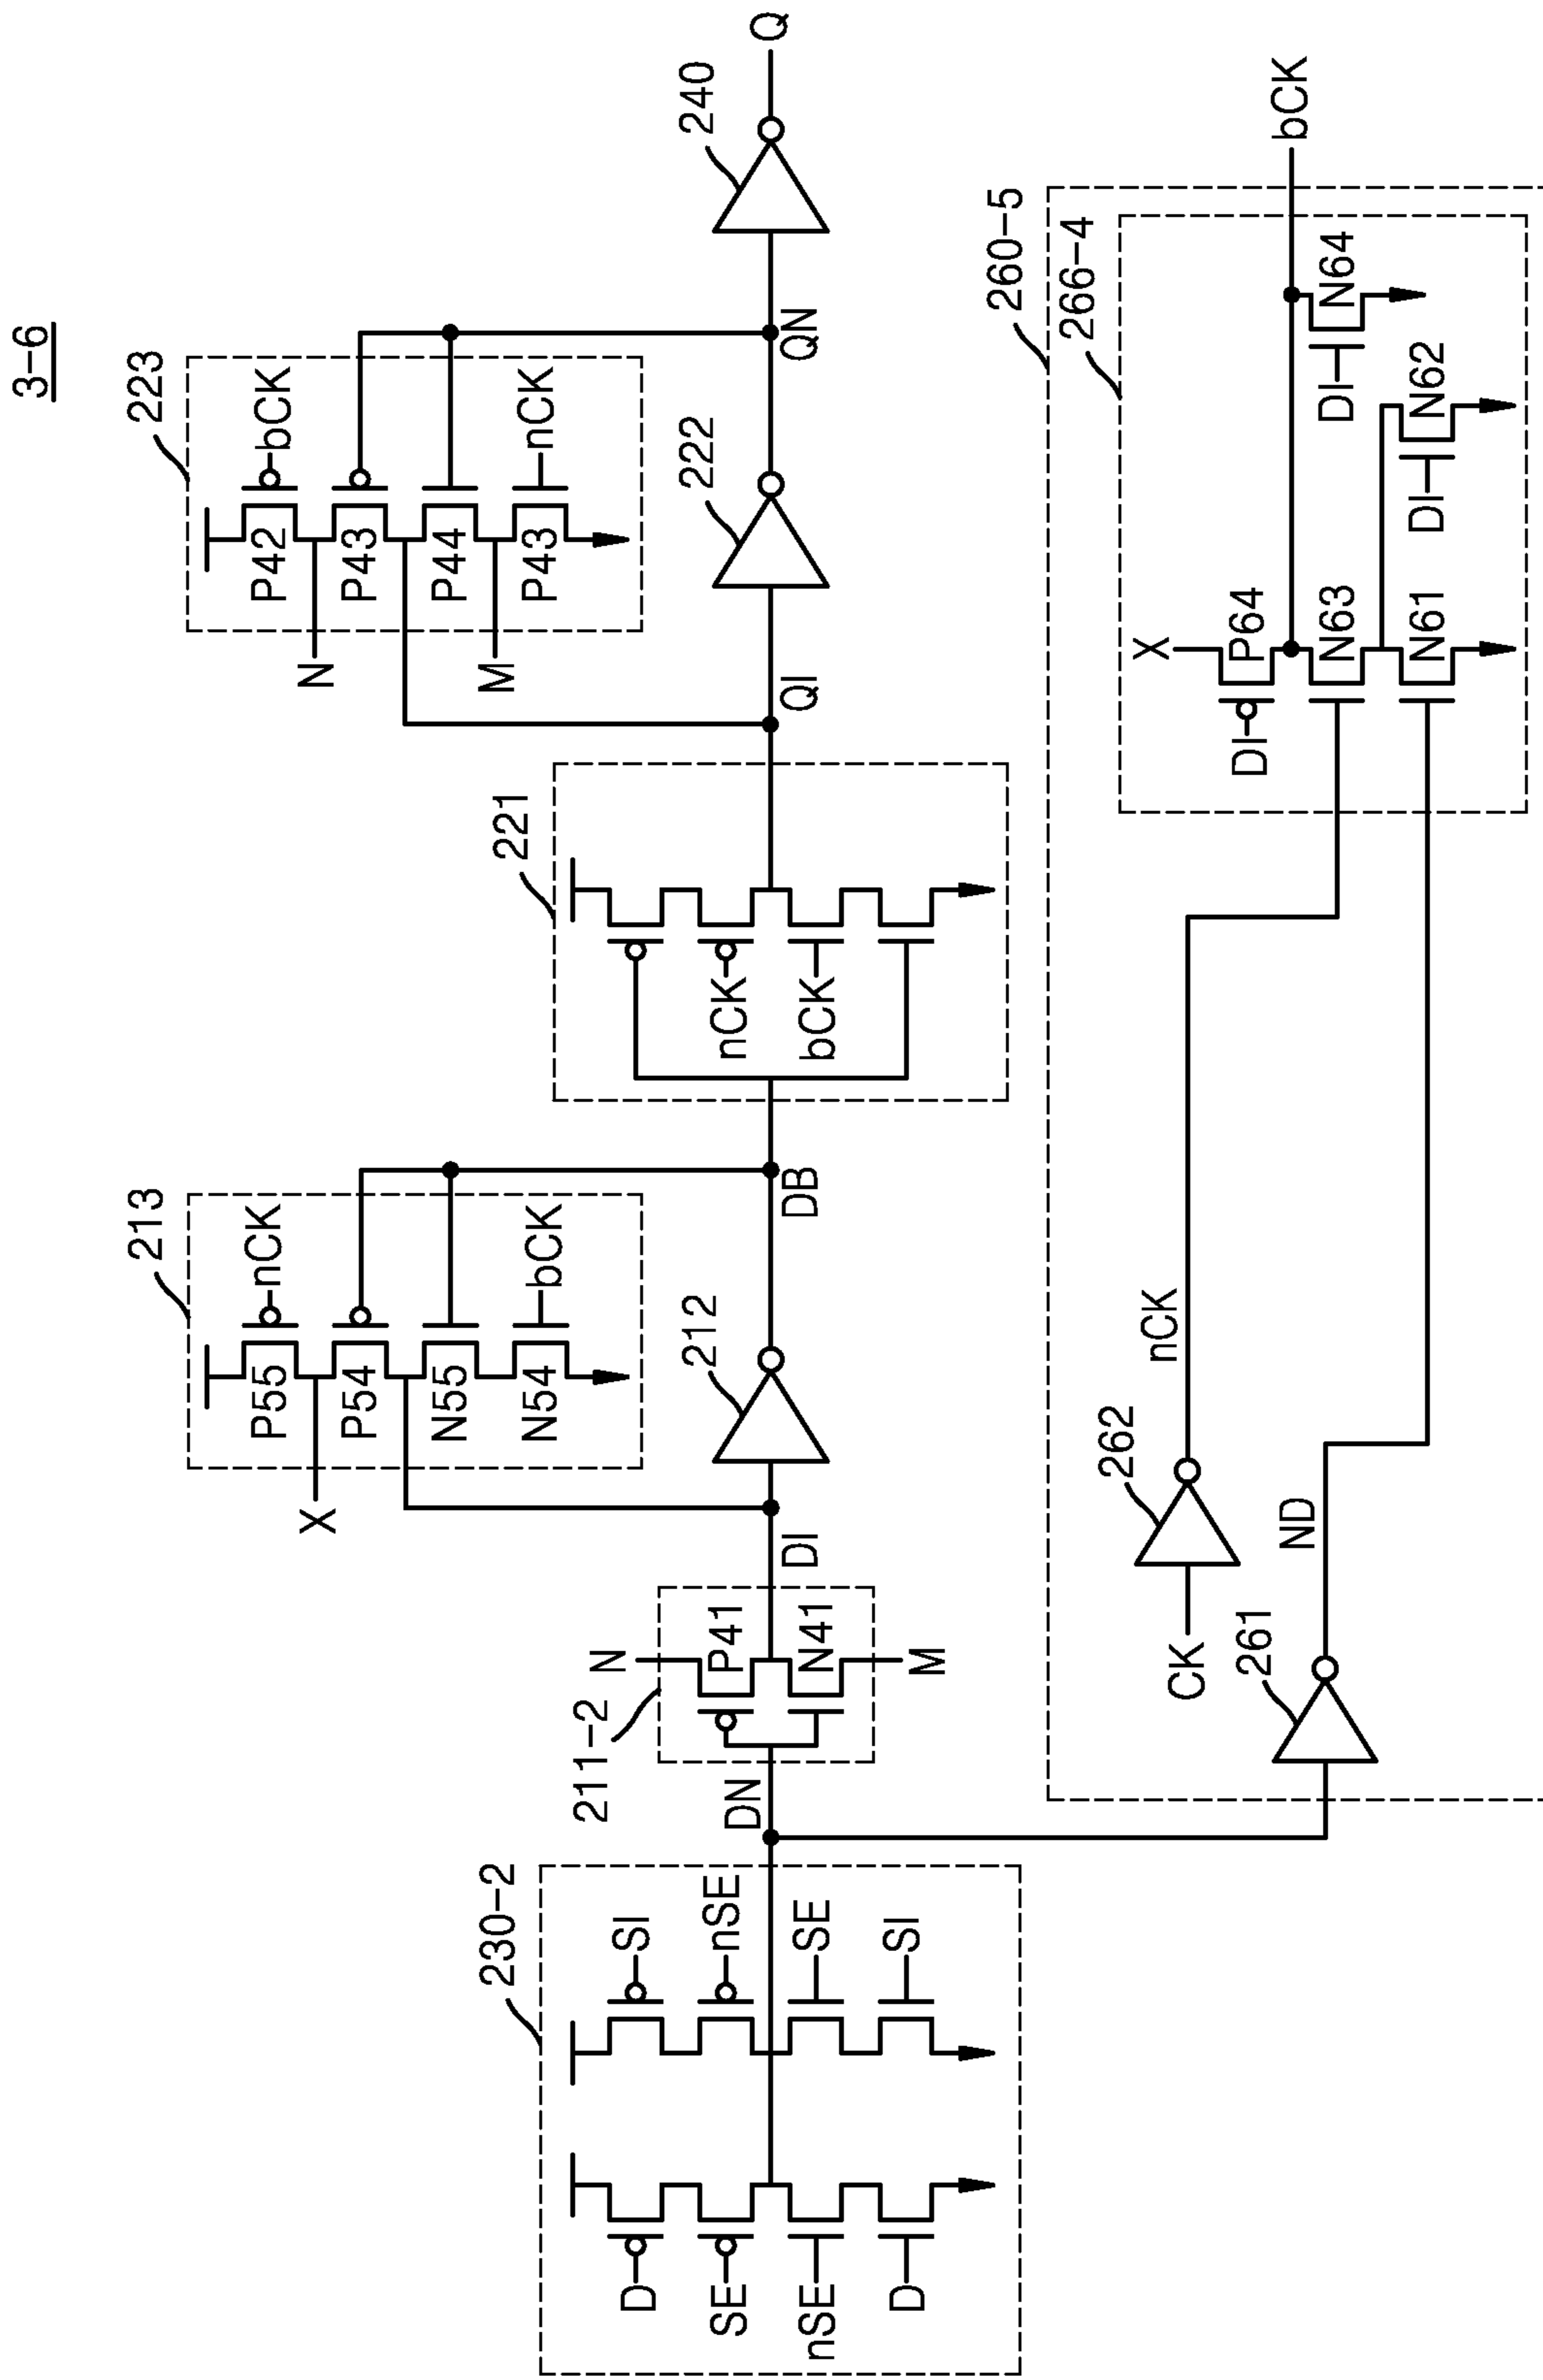 3-6
230-2
D
SE
nSE
D
SI
nSE
SE
SI
DN
211-2
N
P41
N41
M
DI
213
X
P55
P54
N55
N54
nCK
bCK
212
DB
221
nCK
bCK
QI
223
N
M
P42
P43
P44
P43
bCK
nCK
222
QN
240
Q
260-5
261
ND
CK
262
nCK
266-4
X
DI
P64
N63
N61
DI
N62
DI
N64
bCK